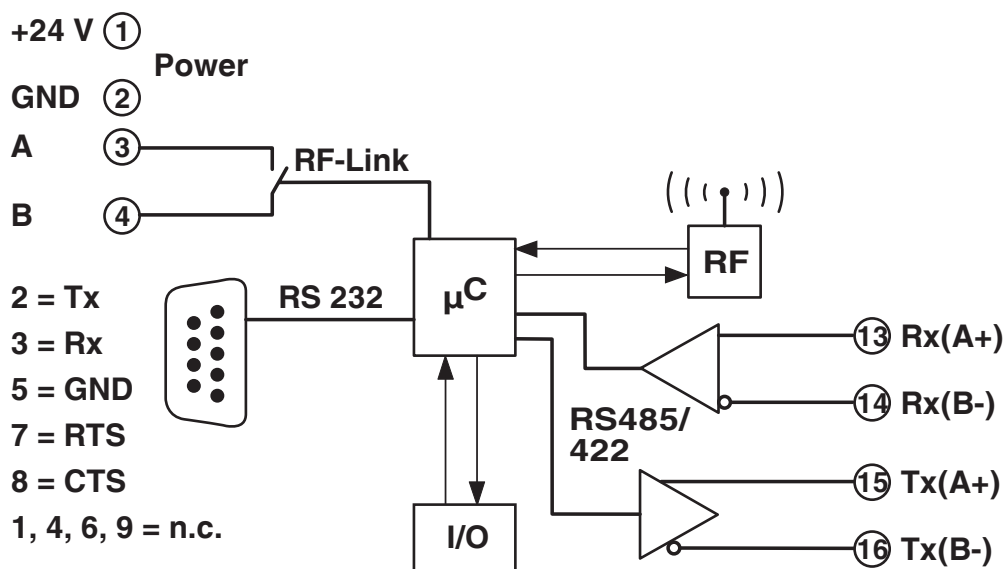 +24 V 1
Power
GND 2
A 3
RF-Link
B 4
RF
µC
RS 232
2 = Tx
3 = Rx
5 = GND
7 = RTS
8 = CTS
1, 4, 6, 9 = n.c.
13 Rx(A+)
14 Rx(B-)
RS485/
422
15 Tx(A+)
16 Tx(B-)
I/O